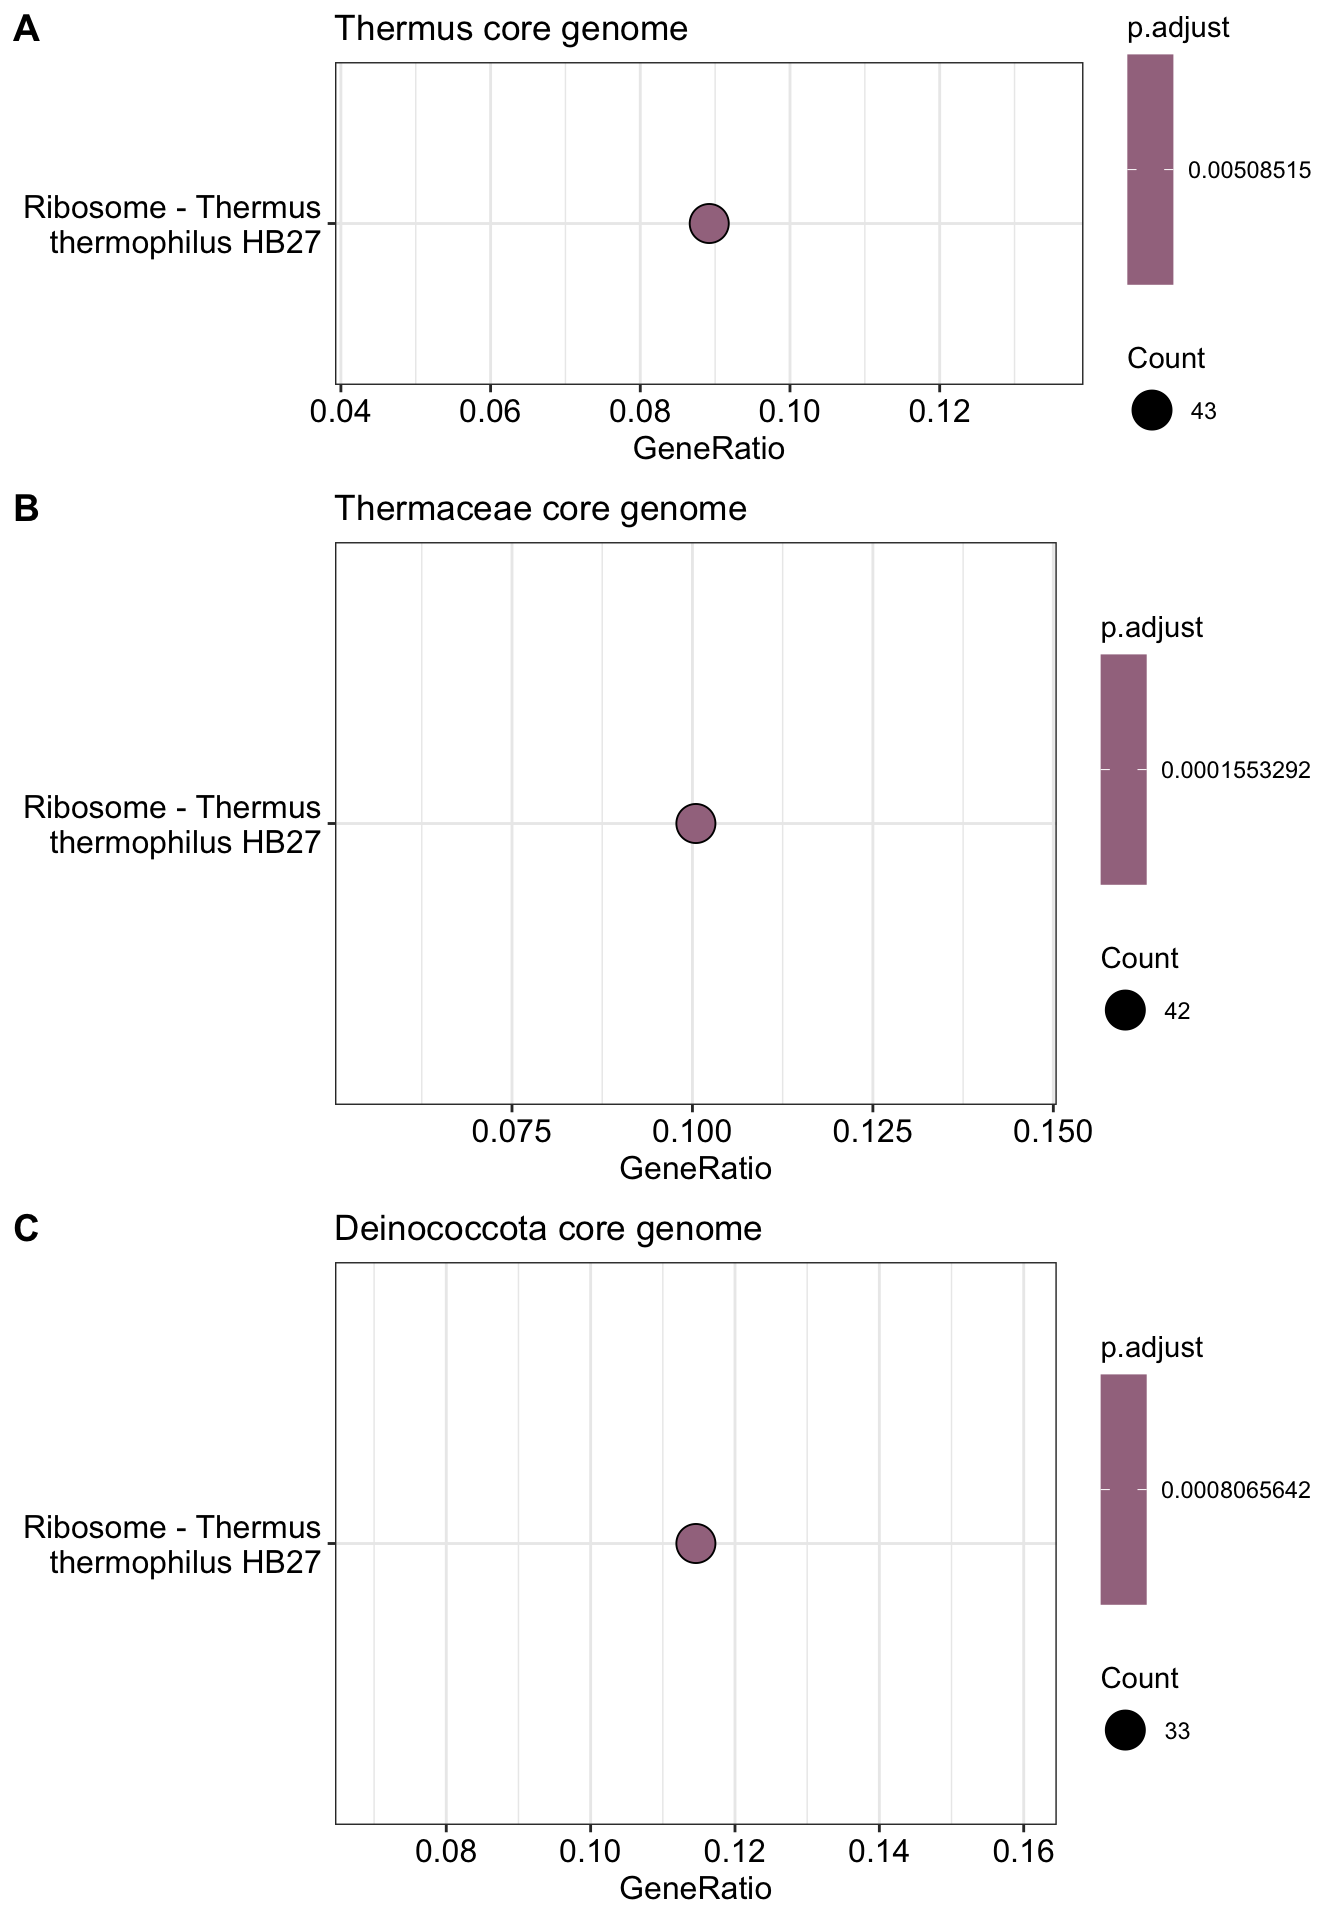 A
Thermus core genome
p.adjust
0.00508515
Ribosome - Thermus
thermophilus HB27
Count
43
0.04 0.06 0.08 0.10 0.12
GeneRatio
B
Thermaceae core genome
p.adjust
0.0001553292
Ribosome - Thermus
thermophilus HB27
Count
42
0.075 0.100 0.125 0.150
GeneRatio
C
Deinococcota core genome
p.adjust
0.0008065642
Ribosome - Thermus
thermophilus HB27
Count
33
0.08 0.10 0.12 0.14 0.16
GeneRatio